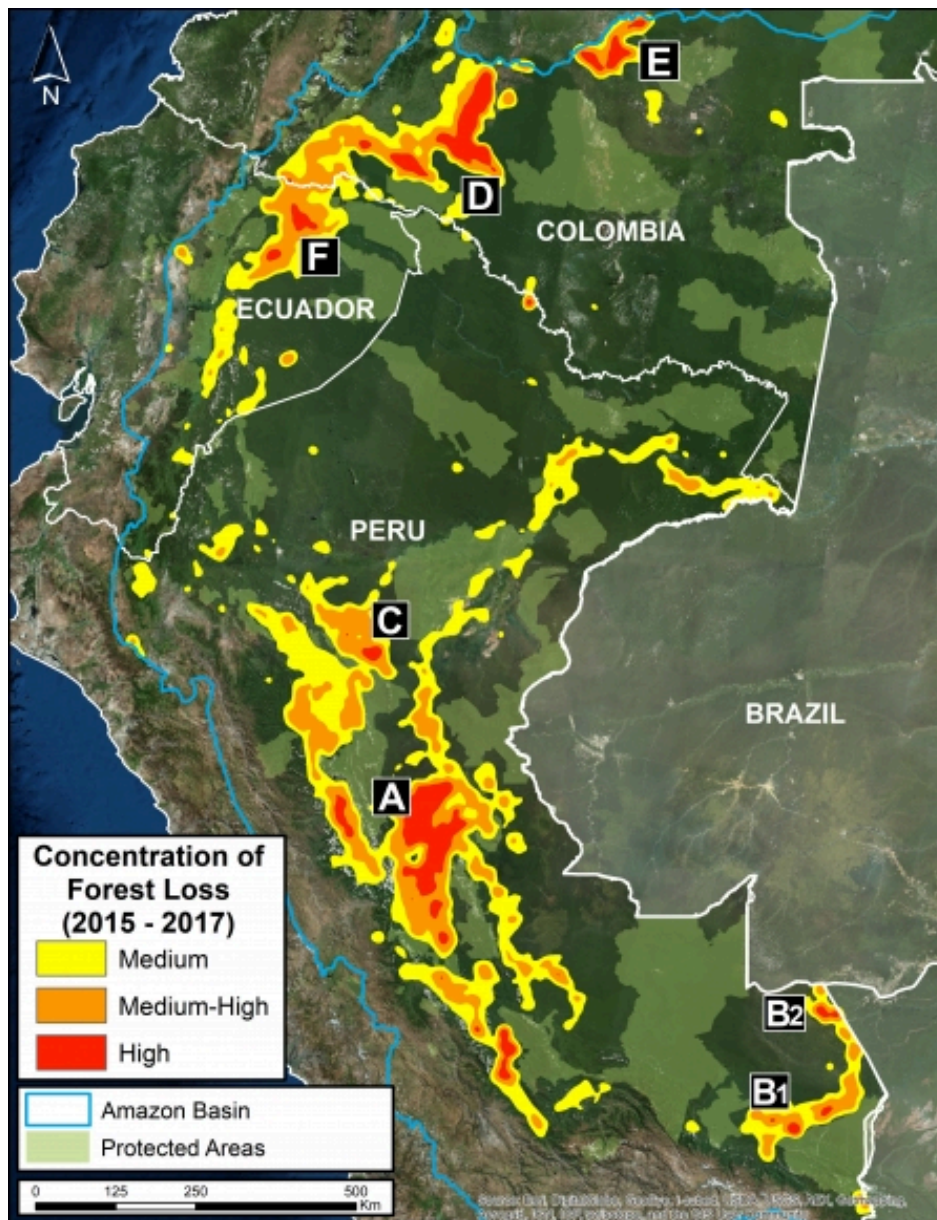 N
E
D
COLOMBIA
F
ECUADOR
PERU
C
BRAZIL
A
B2
B1
Concentration of
Forest Loss
(2015 - 2017)
Medium
Medium-High
High
Amazon Basin
Protected Areas
0 125 250 500
Km